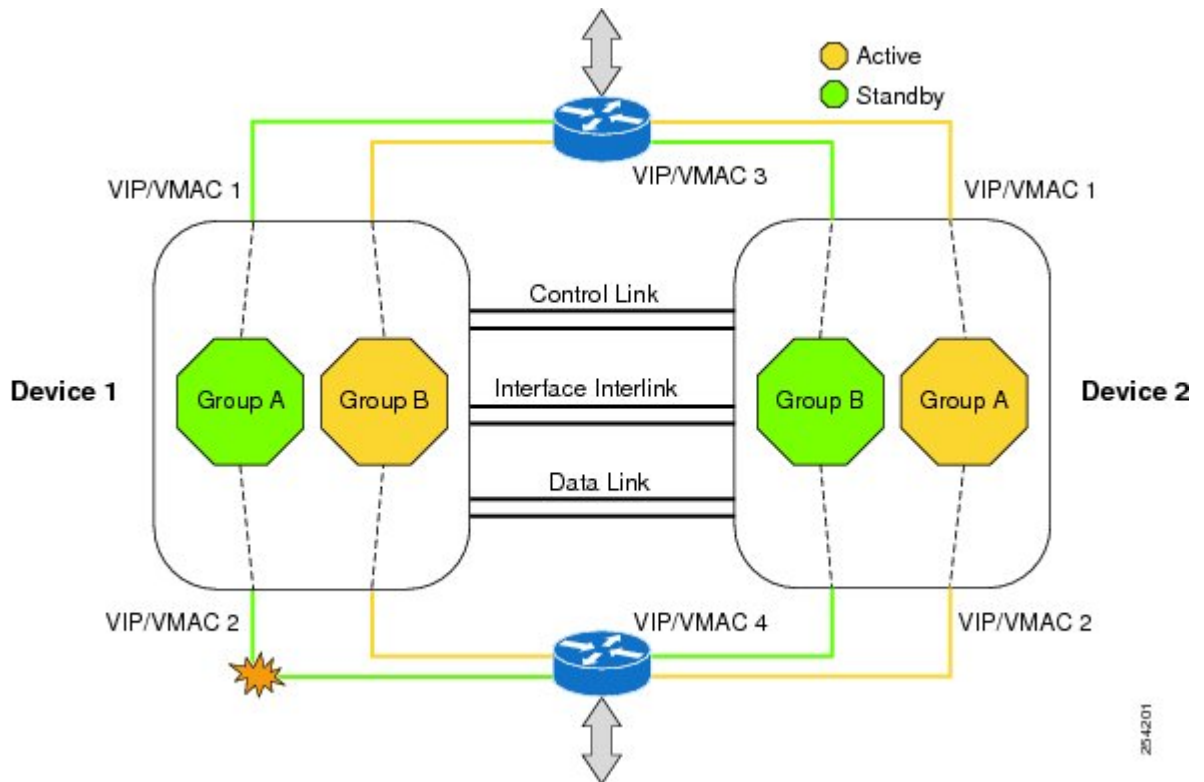 Active
Standby
VIP/VMAC 1
VIP/VMAC 3
VIP/VMAC 1
Control Link
Device 1
Group A
Group B
Interface Interlink
Group B
Group A
Device 2
Data Link
VIP/VMAC 2
VIP/VMAC 4
VIP/VMAC 2
254201